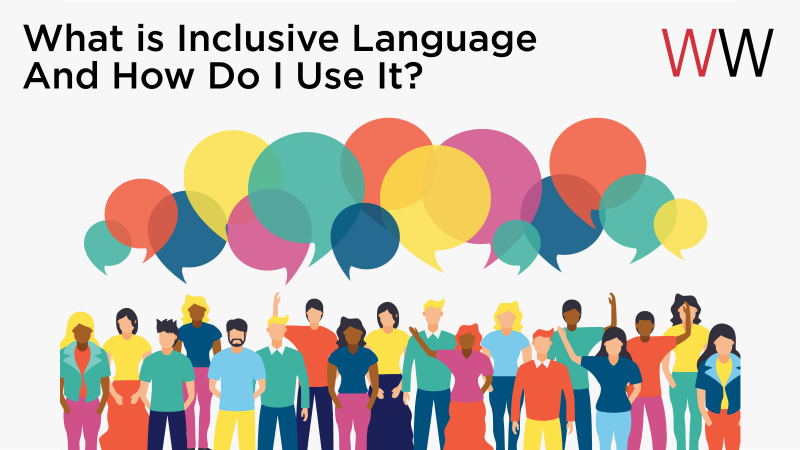 What is Inclusive Language
And How Do I Use It?
WW